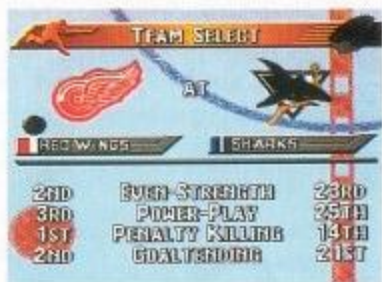 TEAM SELECT
AT
RED WINGS SHARKS
2ND EVEN-STRENGTH 23RD
3RD POWER-PLAY 25TH
1ST PENALTY KILLING 14TH
2ND GOALTENDING 21ST